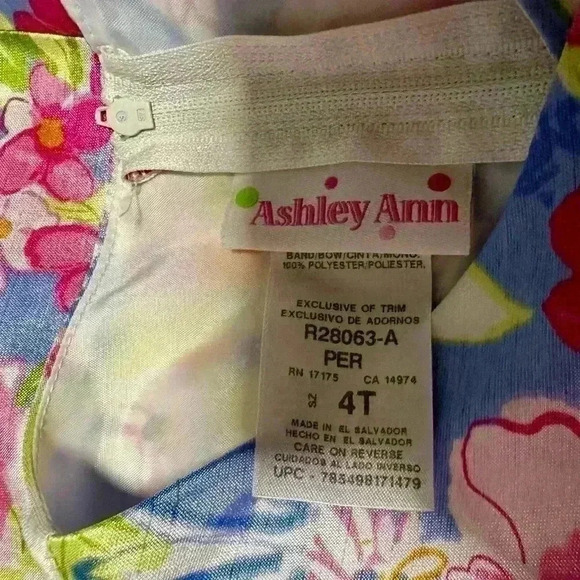 Ashley Ann
BAND/BOW/CINTA/MONO.
100% POLYESTER/POLIESTER.
EXCLUSIVE OF TRIM
EXCLUSIVO DE ADORNOS
R28063-A
PER
RN 17175 CA 14974
SZ 4T
MADE IN EL SALVADOR
HECHO EN EL SALVADOR
CARE ON REVERSE
CUIDADOS AL LADO INVERSO
UPC - 785498171479